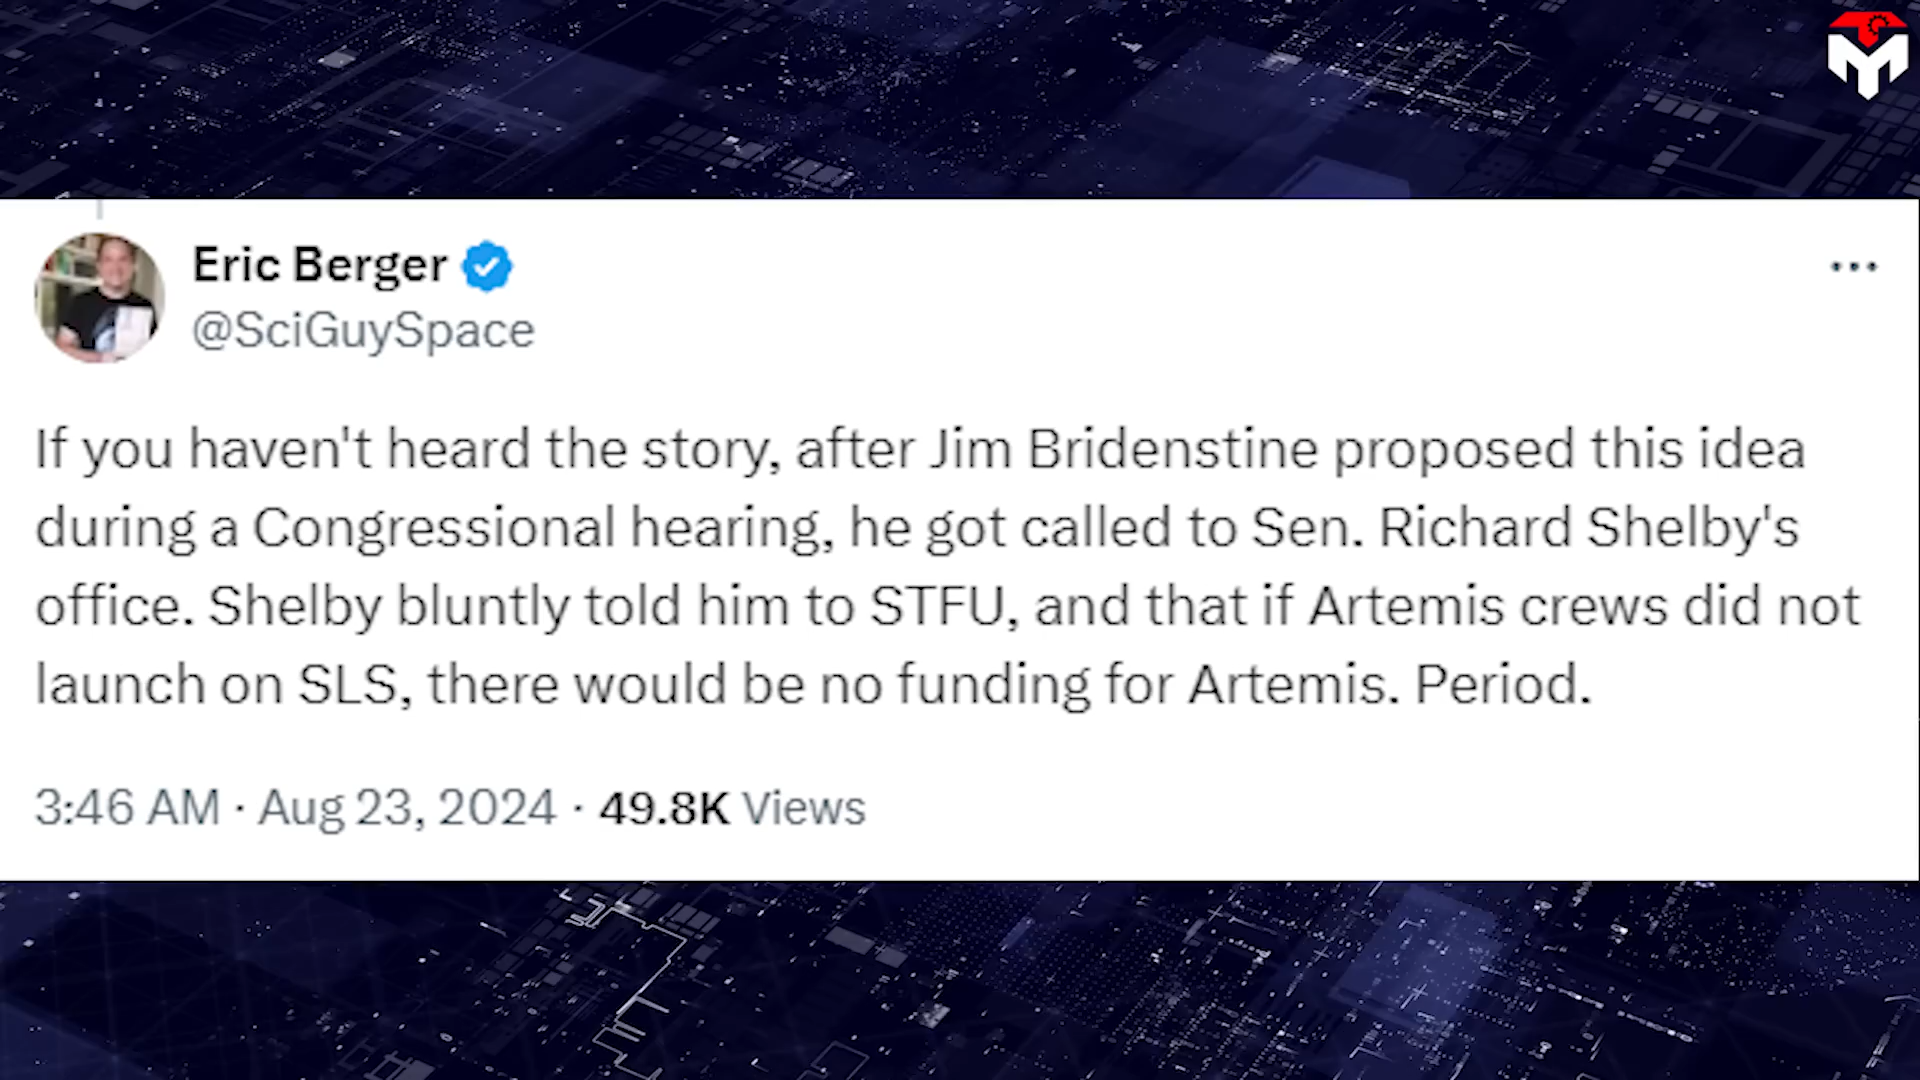 Eric Berger
@SciGuySpace
If you haven't heard the story, after Jim Bridenstine proposed this idea
during a Congressional hearing, he got called to Sen. Richard Shelby's
office. Shelby bluntly told him to STFU, and that if Artemis crews did not
launch on SLS, there would be no funding for Artemis. Period.
3:46 AM · Aug 23, 2024 · 49.8K Views